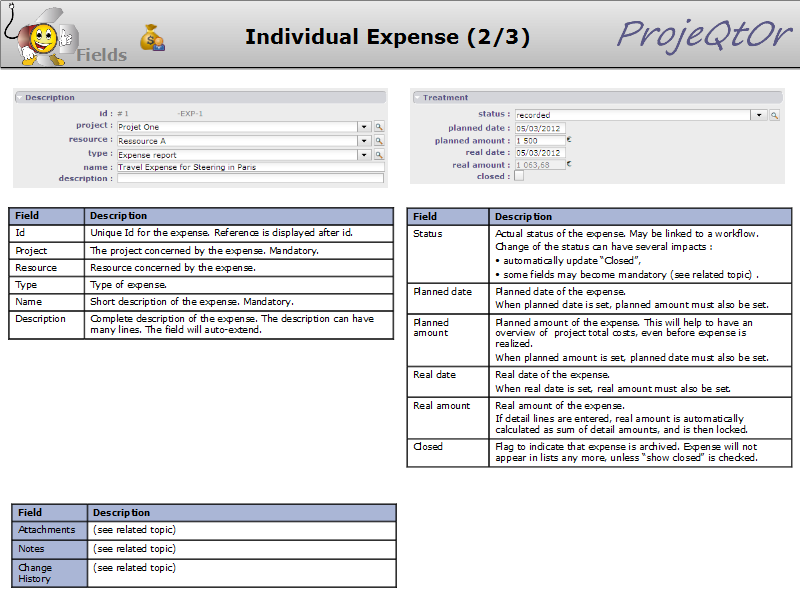 Fields
$
Individual Expense (2/3)
ProjeQtOr
Description
id : # 1 -EXP-1
project : Projet One
resource : Ressource A
type : Expense report
name : Travel Expense for Steering in Paris
description :
Treatment
status : recorded
planned date : 05/03/2012
planned amount : 1 500 €
real date : 05/03/2012
real amount : 1 063,68 €
closed :
Field Description
Id Unique Id for the expense. Reference is displayed after id.
Project The project concerned by the expense. Mandatory.
Resource Resource concerned by the expense.
Type Type of expense.
Name Short description of the expense. Mandatory.
Description Complete description of the expense. The description can have
many lines. The field will auto-extend.
Field Description
Status Actual status of the expense. May be linked to a workflow.
Change of the status can have several impacts :
• automatically update “Closed”,
• some fields may become mandatory (see related topic) .
Planned date Planned date of the expense.
When planned date is set, planned amount must also be set.
Planned amount Planned amount of the expense. This will help to have an
overview of project total costs, even before expense is
realized.
When planned amount is set, planned date must also be set.
Real date Real date of the expense.
When real date is set, real amount must also be set.
Real amount Real amount of the expense.
If detail lines are entered, real amount is automatically
calculated as sum of detail amounts, and is then locked.
Closed Flag to indicate that expense is archived. Expense will not
appear in lists any more, unless “show closed” is checked.
Field Description
Attachments (see related topic)
Notes (see related topic)
Change (see related topic)
History